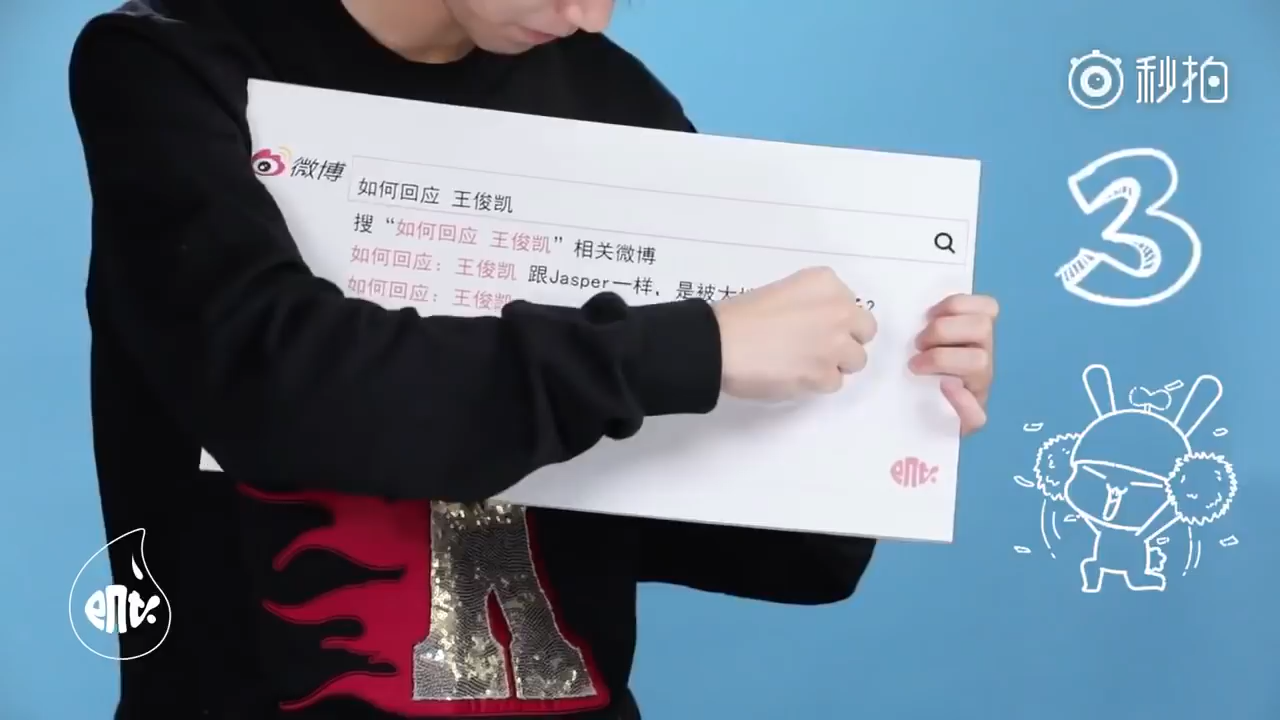 秒拍
微博
如何回应 王俊凯
搜“如何回应 王俊凯”相关微博
如何回应：王俊凯 跟Jasper一样，是被大
如何回应：王俊凯
3
ent.
ent.